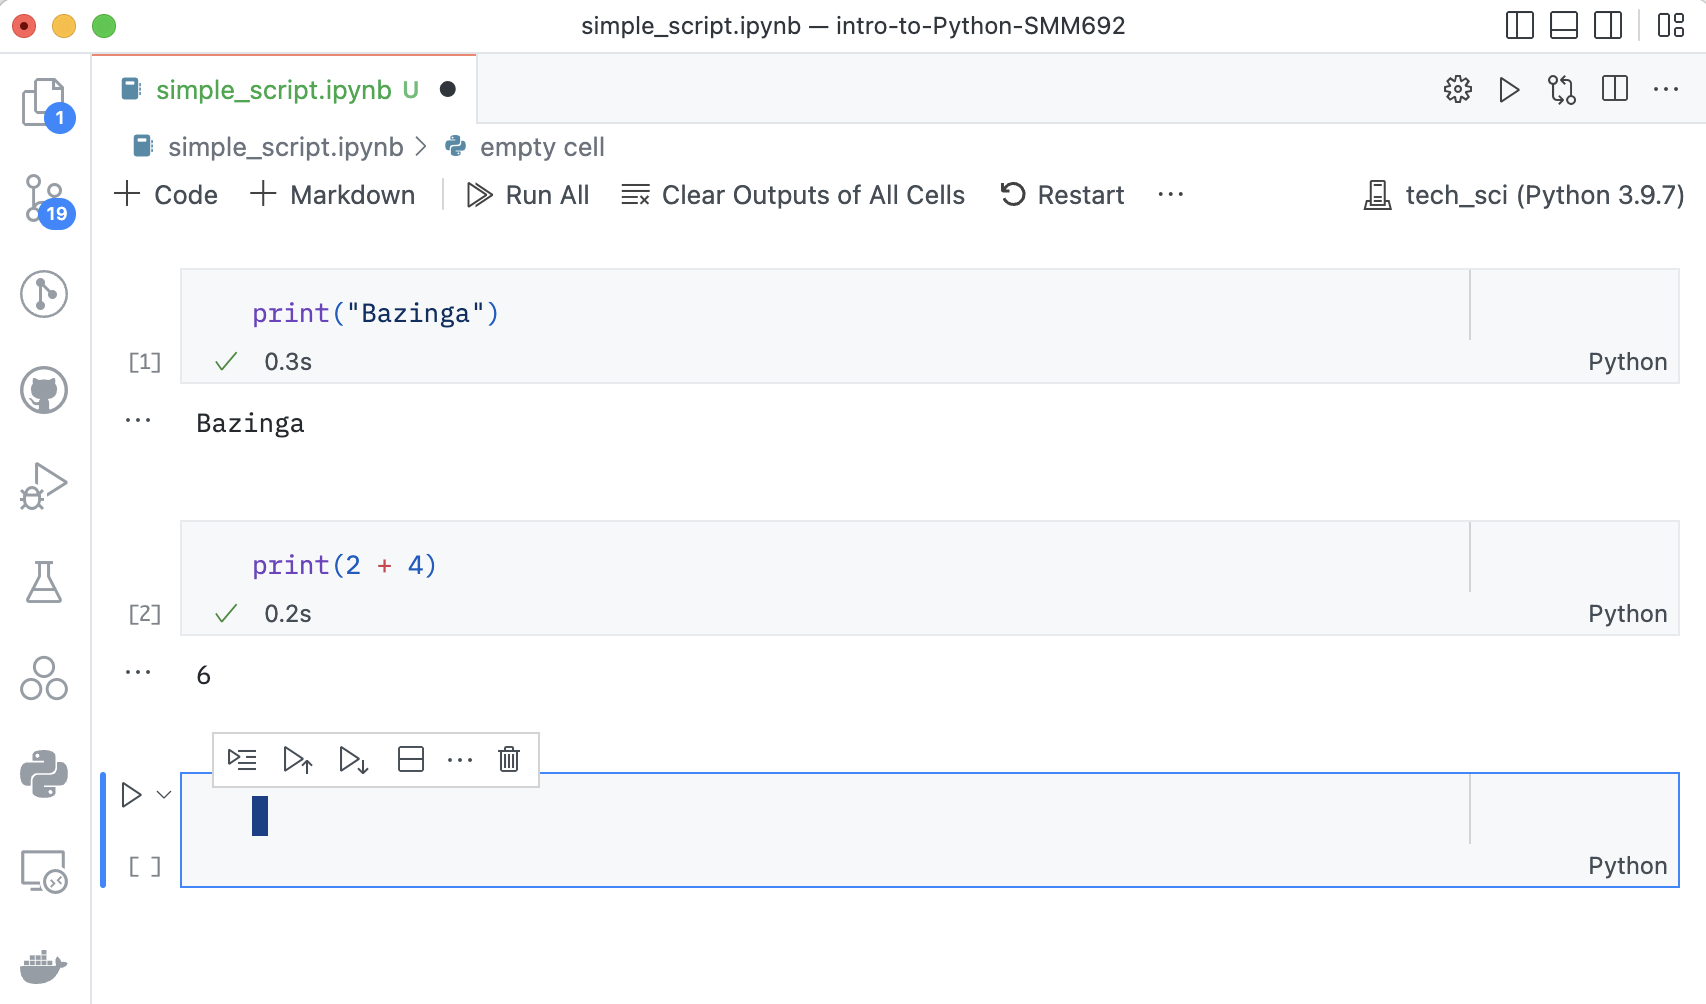 simple_script.ipynb — intro-to-Python-SMM692
simple_script.ipynb U
1
simple_script.ipynb > empty cell
Code Markdown Run All Clear Outputs of All Cells Restart ··· tech_sci (Python 3.9.7)
19
print("Bazinga")
[1] 0.3s Python
··· Bazinga
print(2 + 4)
[2] 0.2s Python
··· 6
[ ] Python